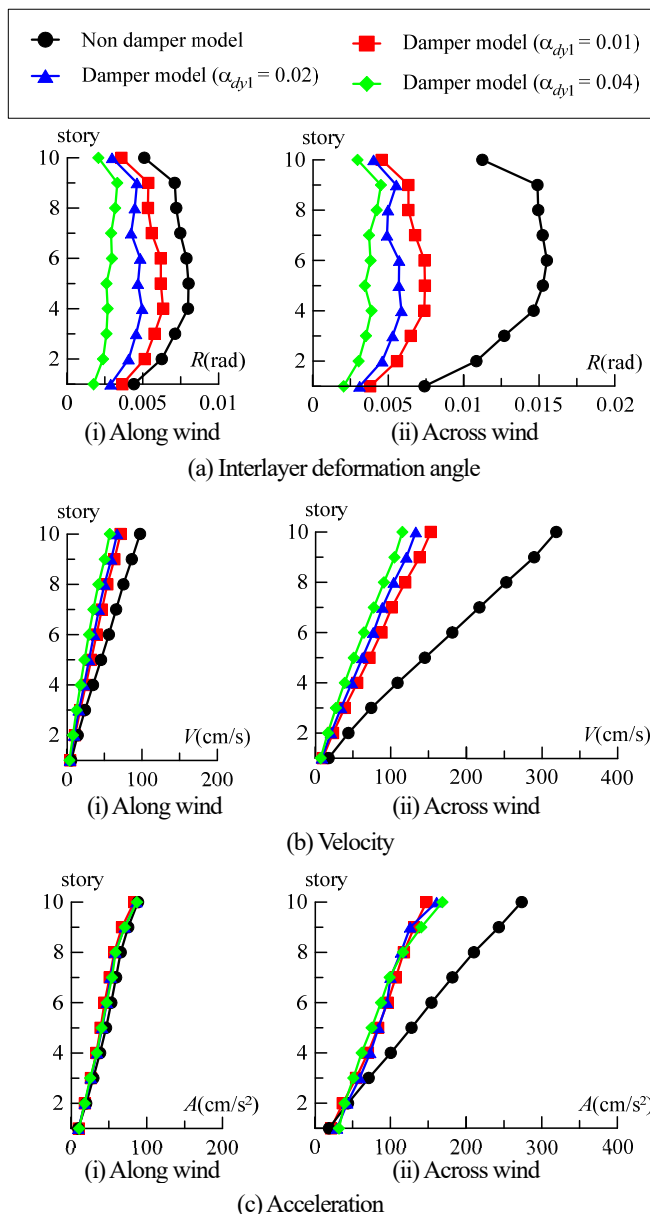 Non damper model
Damper model (αdy1 = 0.01)
Damper model (αdy1 = 0.02)
Damper model (αdy1 = 0.04)
story
10
8
6
4
2
R(rad)
0 0.005 0.01
(i) Along wind
story
10
8
6
4
2
R(rad)
0 0.005 0.01 0.015 0.02
(ii) Across wind
(a) Interlayer deformation angle
story
10
8
6
4
2
V(cm/s)
0 100 200
(i) Along wind
story
10
8
6
4
2
V(cm/s)
0 100 200 300 400
(ii) Across wind
(b) Velocity
story
10
8
6
4
2
A(cm/s²)
0 100 200
(i) Along wind
story
10
8
6
4
2
A(cm/s²)
0 100 200 300 400
(ii) Across wind
(c) Acceleration